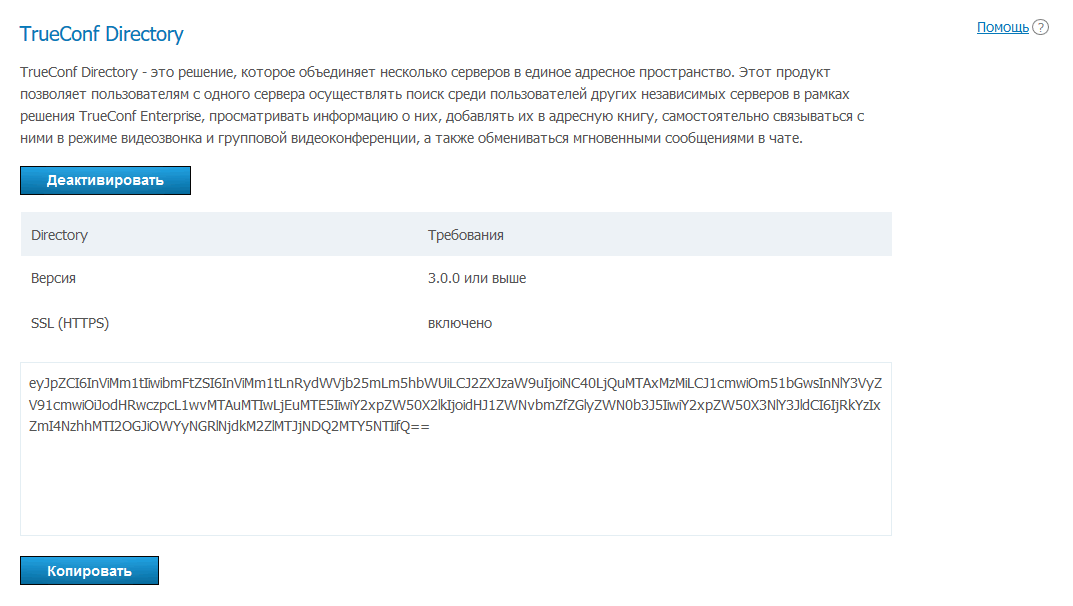 TrueConf Directory
Помощь ?
TrueConf Directory - это решение, которое объединяет несколько серверов в единое адресное пространство. Этот продукт
позволяет пользователям с одного сервера осуществлять поиск среди пользователей других независимых серверов в рамках
решения TrueConf Enterprise, просматривать информацию о них, добавлять их в адресную книгу, самостоятельно связываться с
ними в режиме видеозвонка и групповой видеоконференции, а также обмениваться мгновенными сообщениями в чате.
Деактивировать
Directory Требования
Версия 3.0.0 или выше
SSL (HTTPS) включено
eyJpZCI6InViMm1tIiwibmFtZSI6InViMm1tLnRydWVjb25mLm5hbWUiLCJ2ZXJzaW9uIjoiNC40LjQuMTAxMzMiLCJ1cmwiOm51bGwsInNlY3VyZ
V91cmwiOiJodHRwczpcL1wvMTAuMTIwLjEuMTE5IiwiY2xpZW50X2lkIjoidHJ1ZWNvbmZfZGlyZWN0b3J5IiwiY2xpZW50X3NlY3JldCI6IjRkYzIx
ZmI4NzhhMTI2OGJiOWYyNGRlNjdkM2ZlMTJjNDQ2MTY5NTIifQ==
Копировать